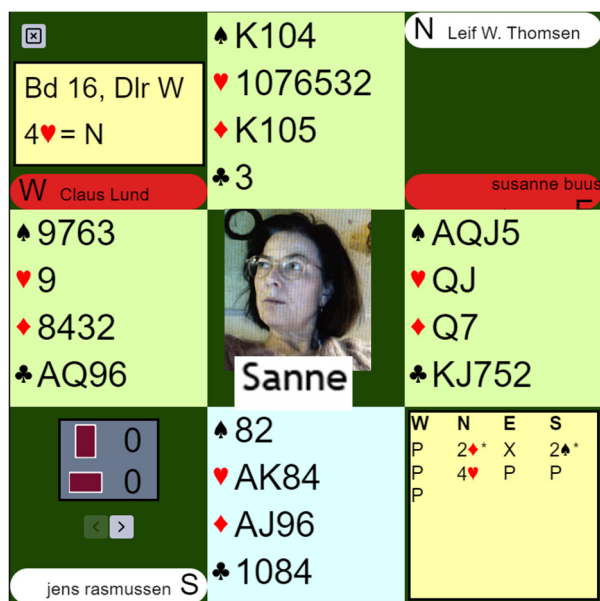 ♠ K104
N Leif W. Thomsen
Bd 16, Dlr W
♥ 1076532
4♥ = N
♦ K105
♣ 3
W Claus Lund
susanne buus
♠ 9763
♥ 9
♦ 8432
♣ AQ96
Sanne
♠ AQJ5
♥ QJ
♦ Q7
♣ KJ752
0
0
♠ 82
♥ AK84
♦ AJ96
♣ 1084
W N E S
P 2♦* X 2♠*
P 4♥ P P
P
jens rasmussen S